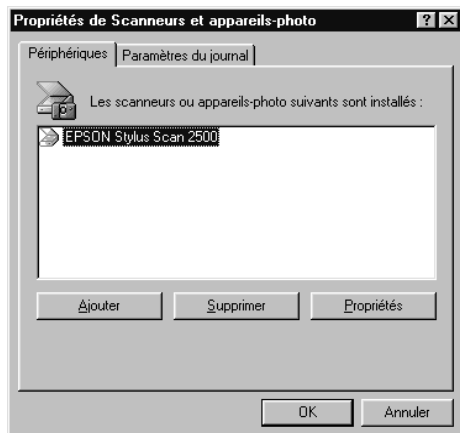 Propriétés de Scanneurs et appareils-photo
Périphériques
Paramètres du journal
Les scanneurs ou appareils-photo suivants sont installés :
EPSON Stylus Scan 2500
Ajouter
Supprimer
Propriétés
OK
Annuler